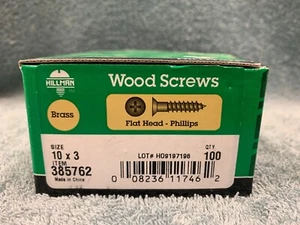 HILLMAN
Wood Screws
Brass
Flat Head - Phillips
SIZE
10 x 3
ITEM
385762
Made in China
LOT# HD9197198
QTY
100
0 08236 11746 2